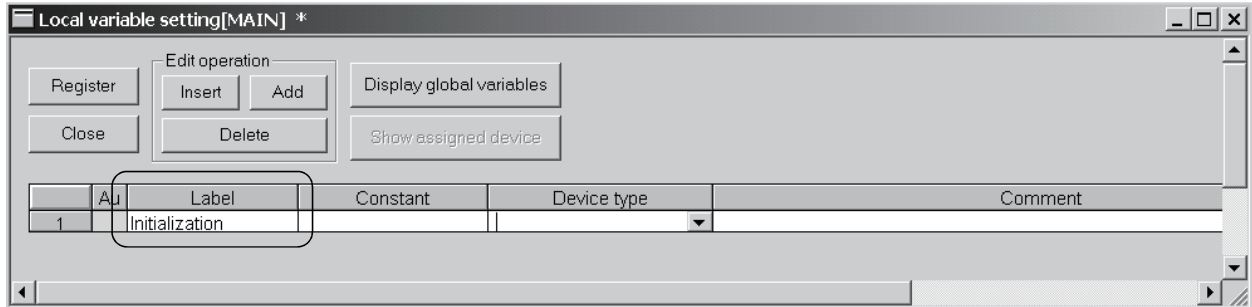 Local variable setting[MAIN] *
Edit operation
Register
Insert
Add
Display global variables
Close
Delete
Show assigned device
Au Label Constant Device type Comment
1 Initialization